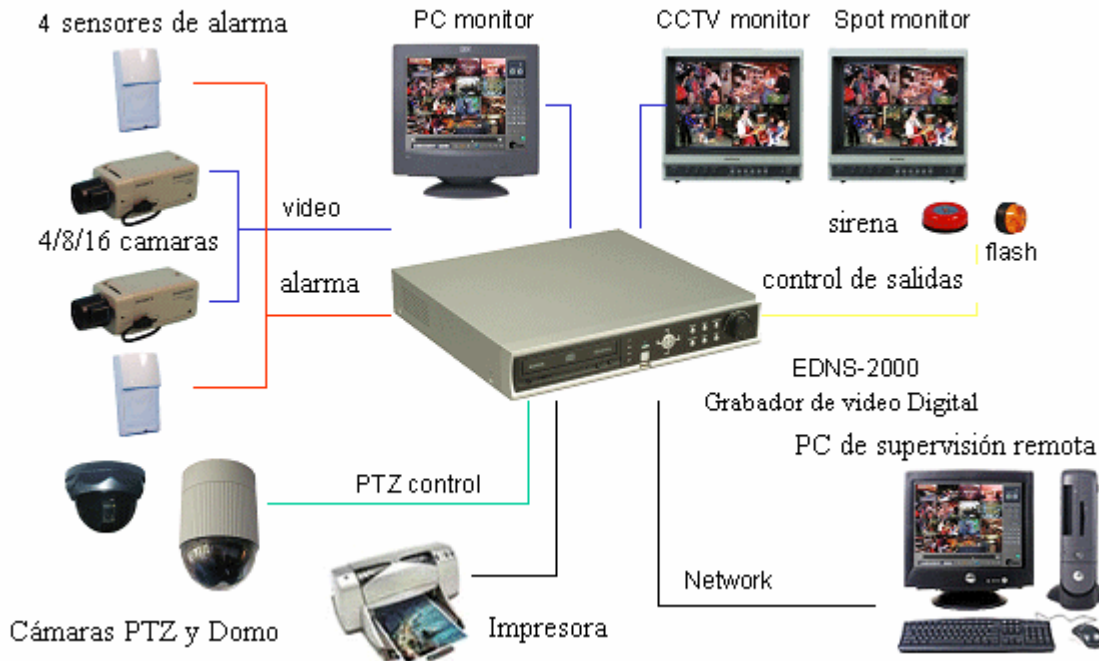 4 sensores de alarma
PC monitor
CCTV monitor
Spot monitor
video
4/8/16 camaras
alarma
sirena
flash
control de salidas
EDNS-2000
Grabador de video Digital
PC de supervisión remota
PTZ control
Network
Cámaras PTZ y Domo
Impresora